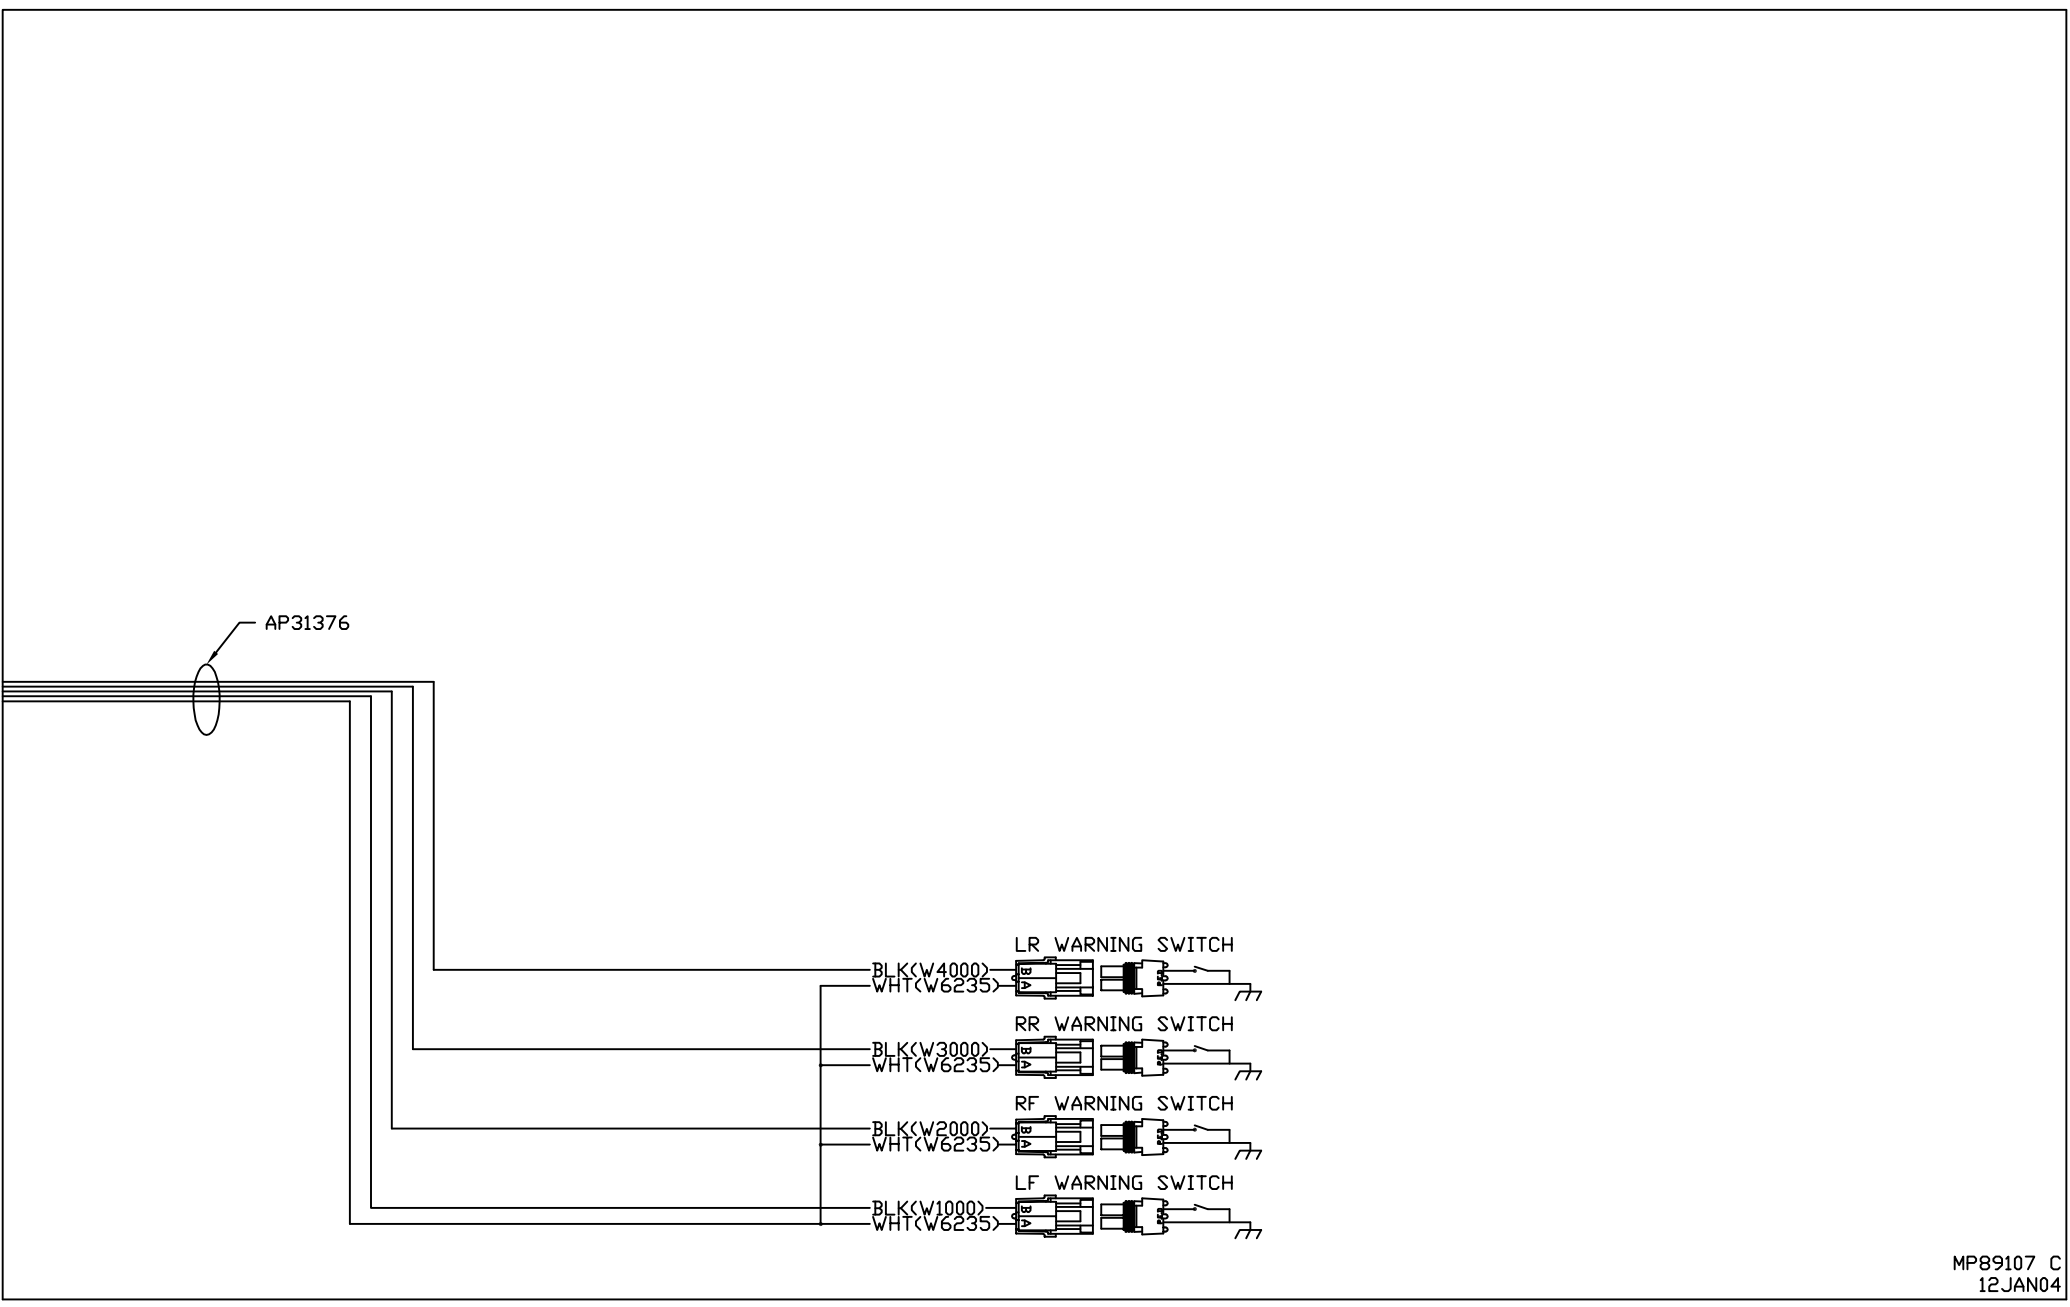 AP31376
LR WARNING SWITCH
BLK(W4000)
B
WHT(W6235)
A
RR WARNING SWITCH
BLK(W3000)
B
WHT(W6235)
A
RF WARNING SWITCH
BLK(W2000)
B
WHT(W6235)
A
LF WARNING SWITCH
BLK(W1000)
B
WHT(W6235)
A
MP89107 C
12JAN04